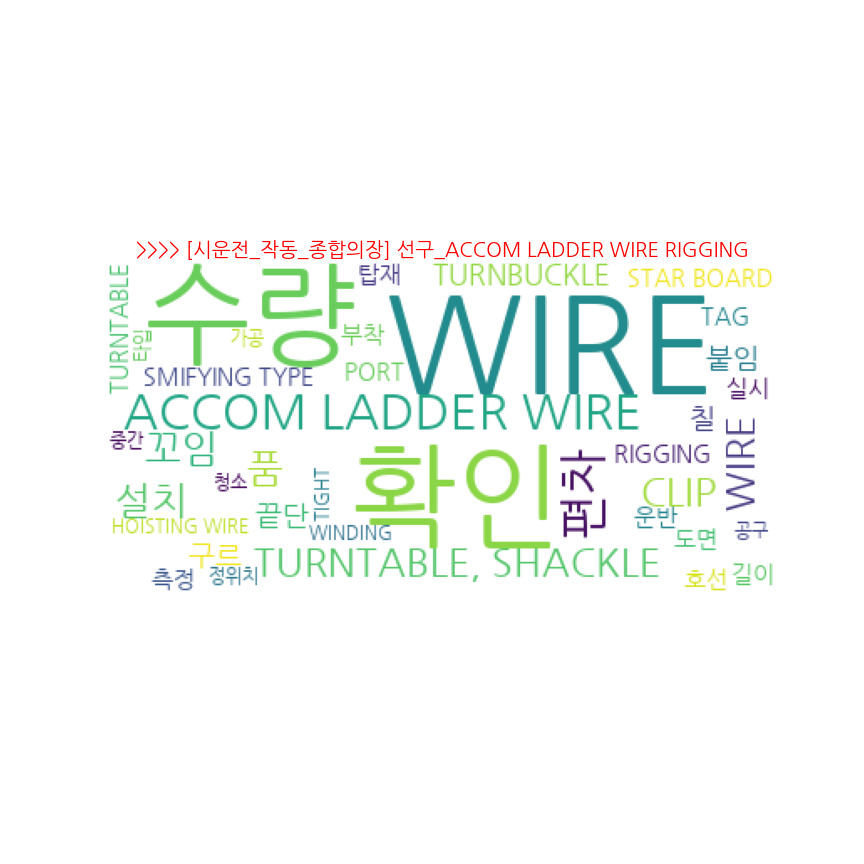 >>>> [시운전_작동_종합의장] 선구_ACCOM LADDER WIRE RIGGING
TURNTABLE
수량
탑재
TURNBUCKLE
STAR BOARD
WIRE
TAG
타입
가공
부착
붙임
SMIFYING TYPE
PORT
실시
ACCOM LADDER WIRE
칠
중간
꼬임
확인
편차
RIGGING
WIRE
청소
품
TIGHT
CLIP
설치
끝단
HOISTING WIRE
WINDING
운반
도면
공구
구르
TURNTABLE, SHACKLE
측정
정위치
호선
길이